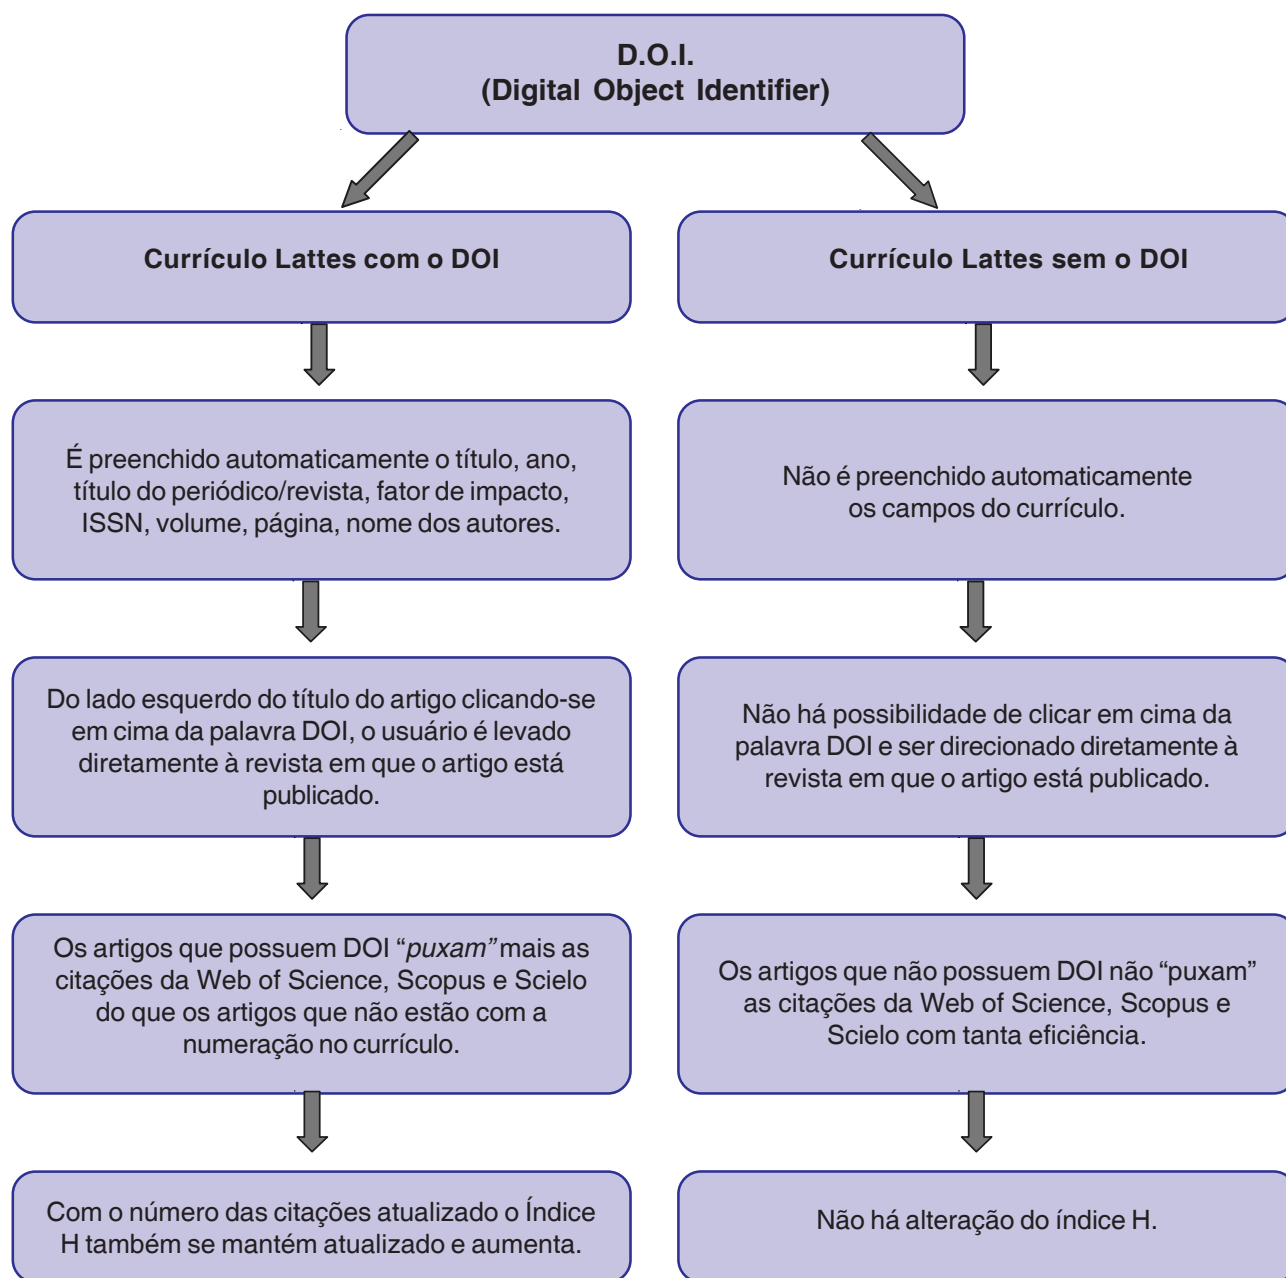 D.O.I.
(Digital Object Identifier)
Currículo Lattes com o DOI
Currículo Lattes sem o DOI
É preenchido automaticamente o título, ano,
título do periódico/revista, fator de impacto,
ISSN, volume, página, nome dos autores.
Não é preenchido automaticamente
os campos do currículo.
Do lado esquerdo do título do artigo clicando-se
em cima da palavra DOI, o usuário é levado
diretamente à revista em que o artigo está
publicado.
Não há possibilidade de clicar em cima da
palavra DOI e ser direcionado diretamente à
revista em que o artigo está publicado.
Os artigos que possuem DOI “puxam” mais as
citações da Web of Science, Scopus e Scielo
do que os artigos que não estão com a
numeração no currículo.
Os artigos que não possuem DOI não “puxam”
as citações da Web of Science, Scopus e
Scielo com tanta eficiência.
Com o número das citações atualizado o Índice
H também se mantém atualizado e aumenta.
Não há alteração do índice H.